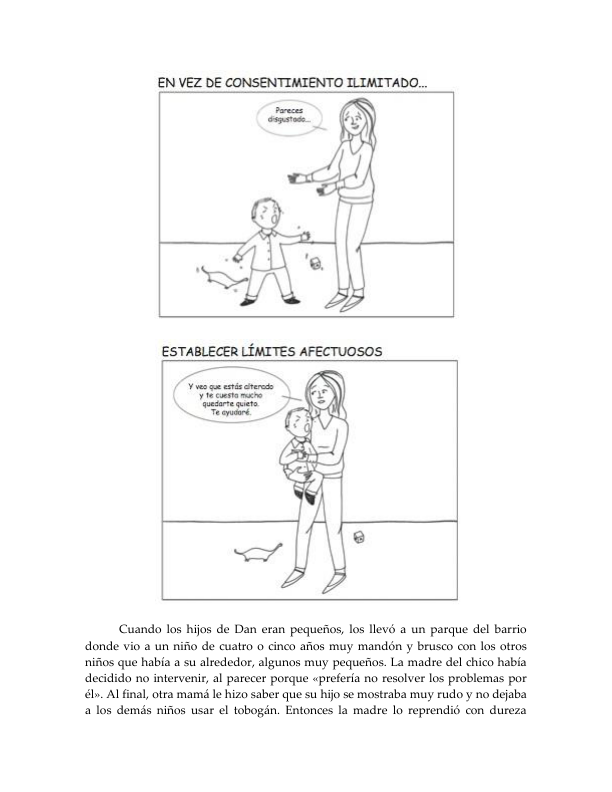 EN VEZ DE CONSENTIMIENTO ILIMITADO...
Pareces
disgustado...
ESTABLECER LÍMITES AFECTUOSOS
Y veo que estás alterado
y te cuesta mucho
quedarte quieto.
Te ayudaré.
Cuando los hijos de Dan eran pequeños, los llevó a un parque del barrio
donde vio a un niño de cuatro o cinco años muy mandón y brusco con los otros
niños que había a su alrededor, algunos muy pequeños. La madre del chico había
decidido no intervenir, al parecer porque «prefería no resolver los problemas por
él». Al final, otra mamá le hizo saber que su hijo se mostraba muy rudo y no dejaba
a los demás niños usar el tobogán. Entonces la madre lo reprendió con dureza